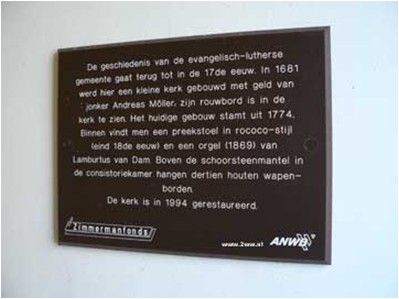 De geschiedenis van de evangelisch-lutherse
gemeente gaat terug tot in de 17de eeuw. In 1681
werd hier een kleine kerk gebouwd met geld van
jonker Andreas Möller, zijn rouwbord is in de
kerk te zien. Het huidige gebouw stamt uit 1774.
Binnen vindt men een preekstoel in rococo-stijl
(eind 18de eeuw) en een orgel (1869) van
Lambertus van Dam. Boven de schoorsteenmantel in
de consistoriekamer hangen dertien houten wapen-
borden.
De kerk is in 1994 gerestaureerd.
Zimmermanfonds
www.2ww.nl
ANWB